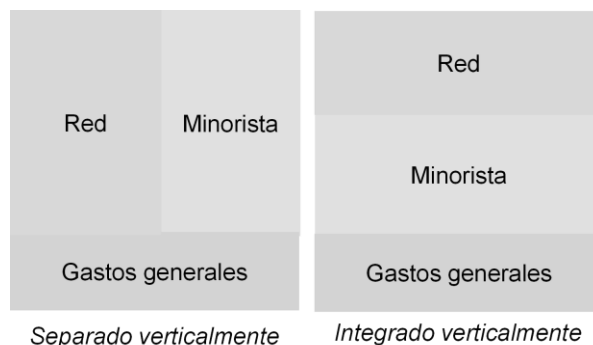 Red
Minorista
Gastos generales
Separado verticalmente
Red
Minorista
Gastos generales
Integrado verticalmente